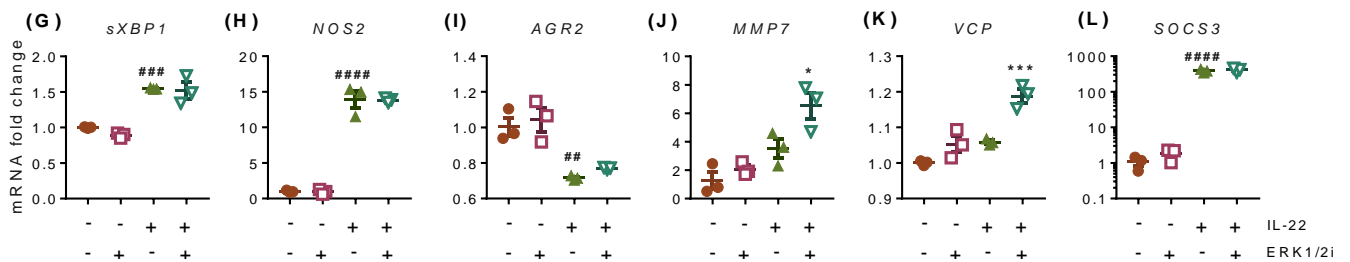 (G) sXBP1 (H) NOS2 (I) AGR2 (J) MMP7 (K) VCP (L) SOCS3
mRNA fold change
2.0 1.5 1.0 0.5 0.0
###
15 10 5 0
####
1.4 1.2 1.0 0.8 0.6
##
10 8 6 4 2 0
*
1.3 1.2 1.1 1.0 0.9
***
1000 100 10 1 0.1
####
- - + + - - + + - - + + - - + + - - + + - - + + IL-22
- + - + - + - + - + - + - + - + - + - + - + - + ERK1/2i